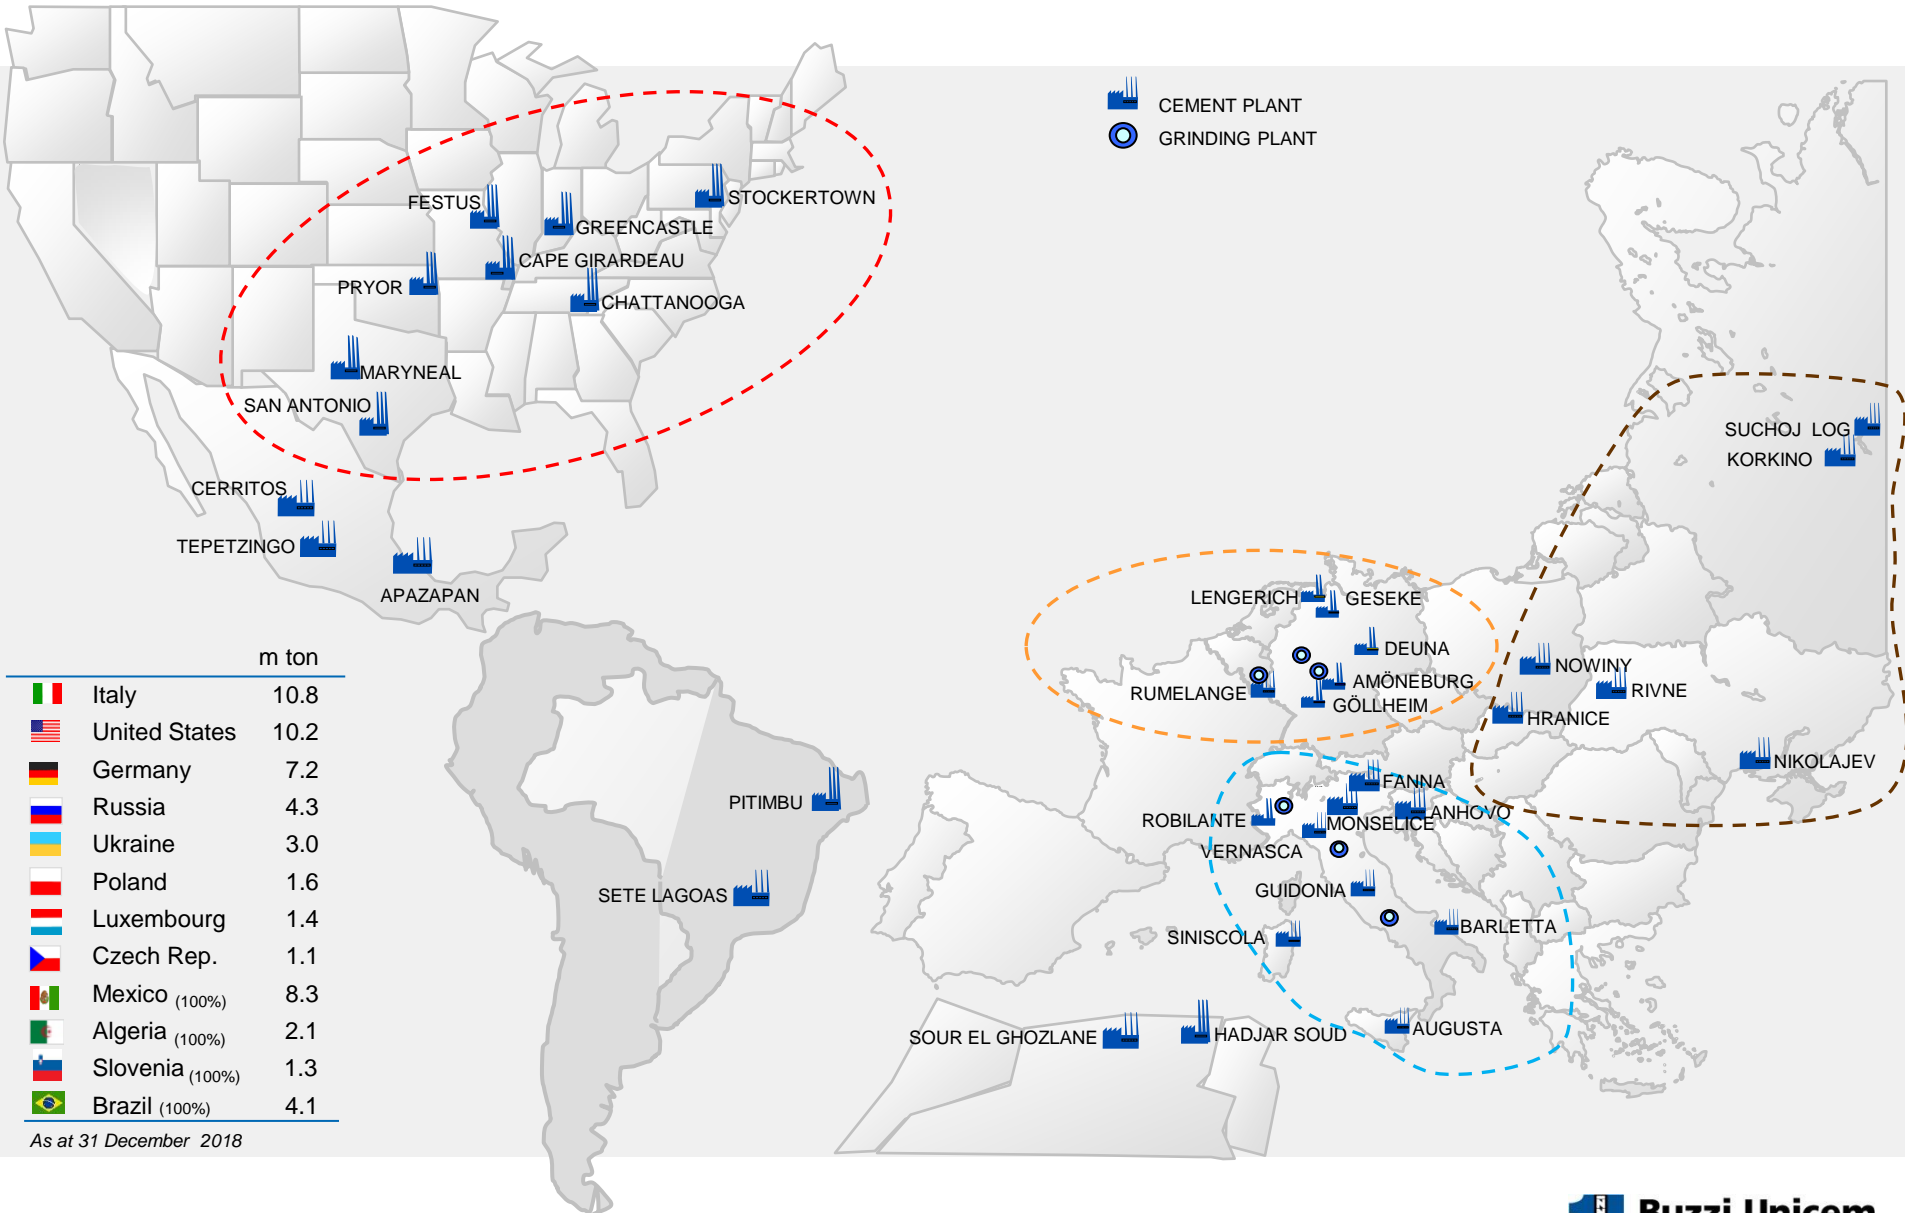 CEMENT PLANT
GRINDING PLANT
STOCKERTOWN
FESTUS
GREENCASTLE
CAPE GIRARDEAU
PRYOR
CHATTANOOGA
MARYNEAL
SAN ANTONIO
CERRITOS
TEPETZINGO
APAZAPAN
SUCHOJ LOG
KORKINO
LENGERICH
GESEKE
DEUNA
AMÖNEBURG
RUMELANGE
GÖLLHEIM
NOWINY
RIVNE
HRANICE
NIKOLAJEV
FANNA
ANHOVO
ROBILANTE
MONSELICE
VERNASCA
GUIDONIA
BARLETTA
SINISCOLA
AUGUSTA
SOUR EL GHOZLANE
HADJAR SOUD
PITIMBU
SETE LAGOAS
m ton
Italy 10.8
United States 10.2
Germany 7.2
Russia 4.3
Ukraine 3.0
Poland 1.6
Luxembourg 1.4
Czech Rep. 1.1
Mexico (100%) 8.3
Algeria (100%) 2.1
Slovenia (100%) 1.3
Brazil (100%) 4.1
As at 31 December 2018
Buzzi Unicem